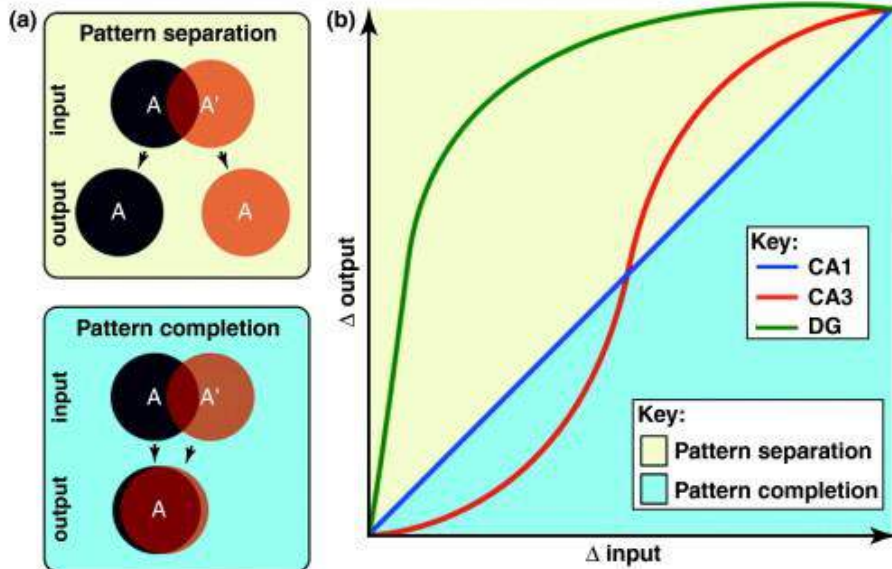 (a)
Pattern separation
input
A A'
output
A A
Pattern completion
input
A A'
output
A
(b)
Δ output
Key:
CA1
CA3
DG
Key:
Pattern separation
Pattern completion
Δ input